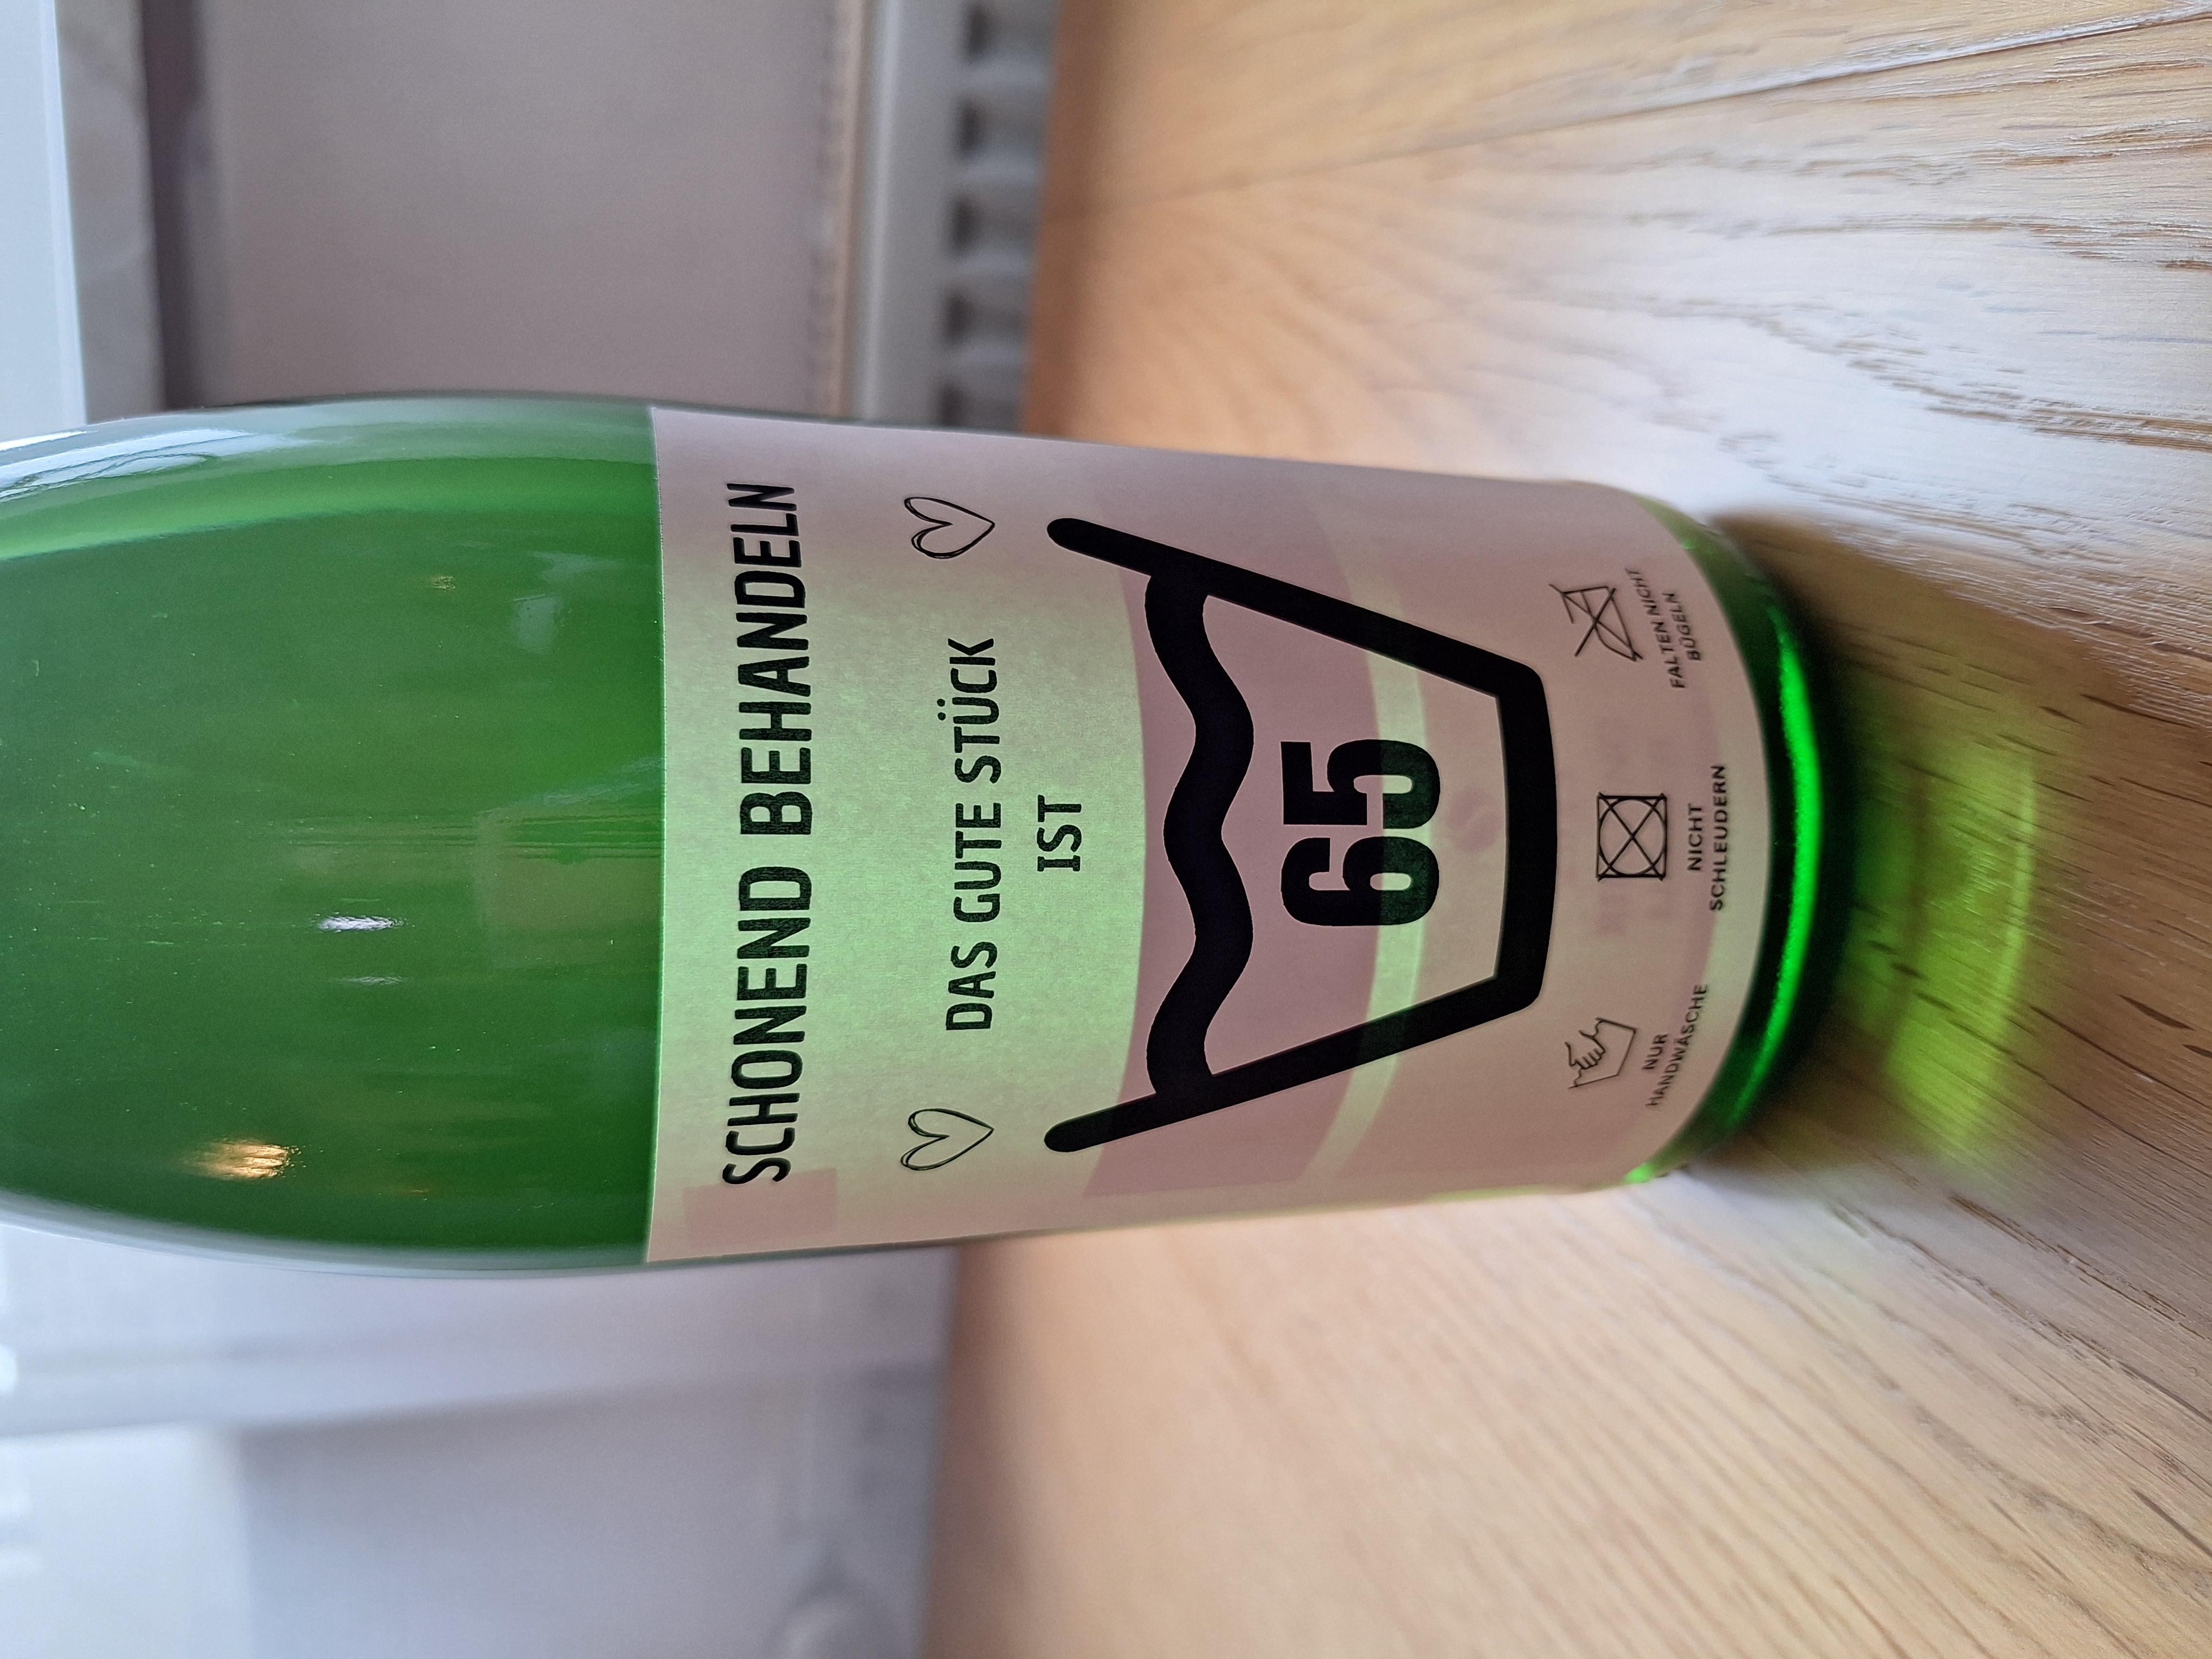 SCHONEND BEHANDELN
DAS GUTE STÜCK
IST
65
NUR
HANDWÄSCHE
NICHT
SCHLEUDERN
FALTEN NICHT
BÜGELN